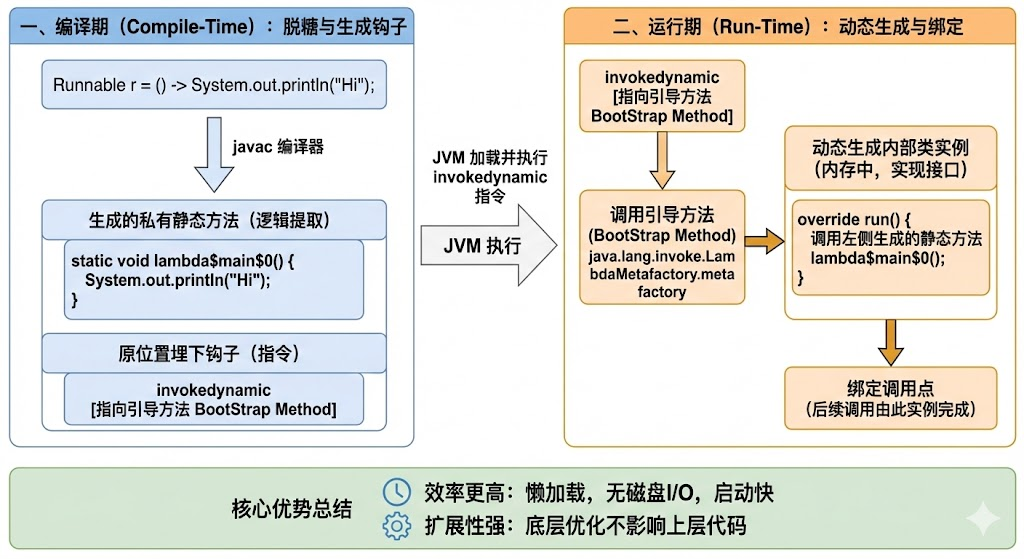 一、编译期（Compile-Time）：脱糖与生成钩子
Runnable r = () -> System.out.println("Hi");
javac 编译器
生成的私有静态方法（逻辑提取）
static void lambda$main$0() {
System.out.println("Hi");
}
原位置埋下钩子（指令）
invokedynamic
[指向引导方法 BootStrap Method]
JVM 加载并执行
invokedynamic
指令
JVM 执行
二、运行期（Run-Time）：动态生成与绑定
invokedynamic
[指向引导方法
BootStrap Method]
调用引导方法
(BootStrap Method)
java.lang.invoke.Lam
bdaMetafactory.meta
factory
动态生成内部类实例
（内存中，实现接口）
override run() {
调用左侧生成的静态方法
lambda$main$0();
}
绑定调用点
（后续调用由此实例完成）
核心优势总结
效率更高：懒加载，无磁盘I/O，启动快
扩展性强：底层优化不影响上层代码